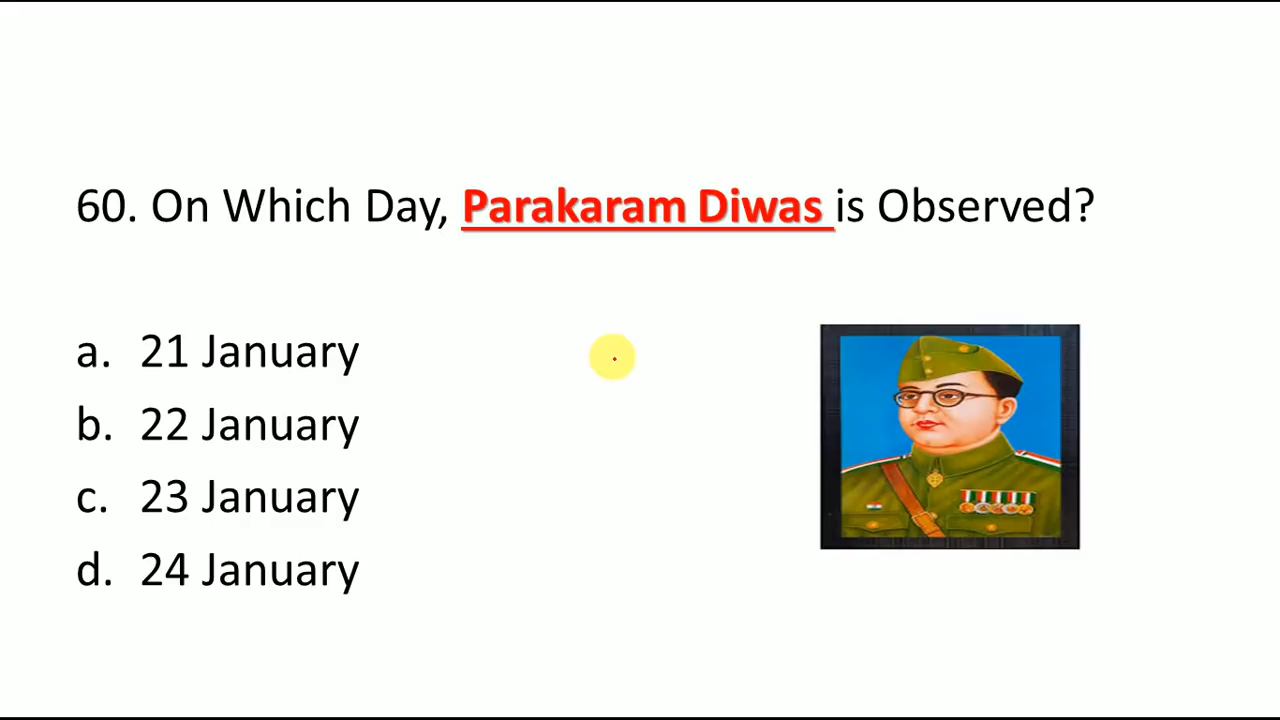 60. On Which Day, Parakaram Diwas is Observed?
a. 21 January
b. 22 January
c. 23 January
d. 24 January